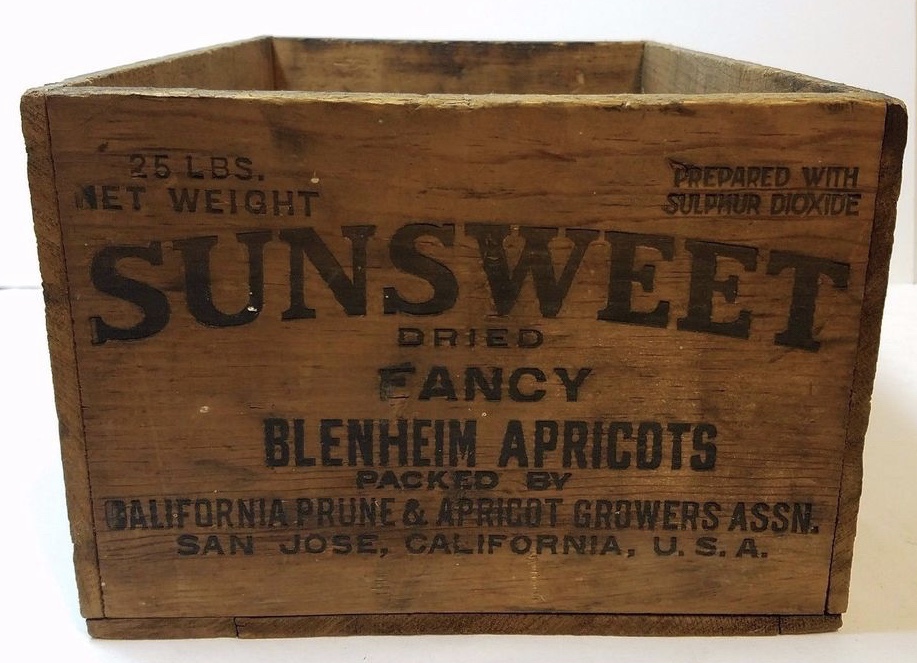 25 LBS.
NET WEIGHT
PREPARED WITH
SULPHUR DIOXIDE
SUNSWEET
DRIED
FANCY
BLENHEIM APRICOTS
PACKED BY
CALIFORNIA PRUNE & APRICOT GROWERS ASSN.
SAN JOSE, CALIFORNIA, U.S.A.